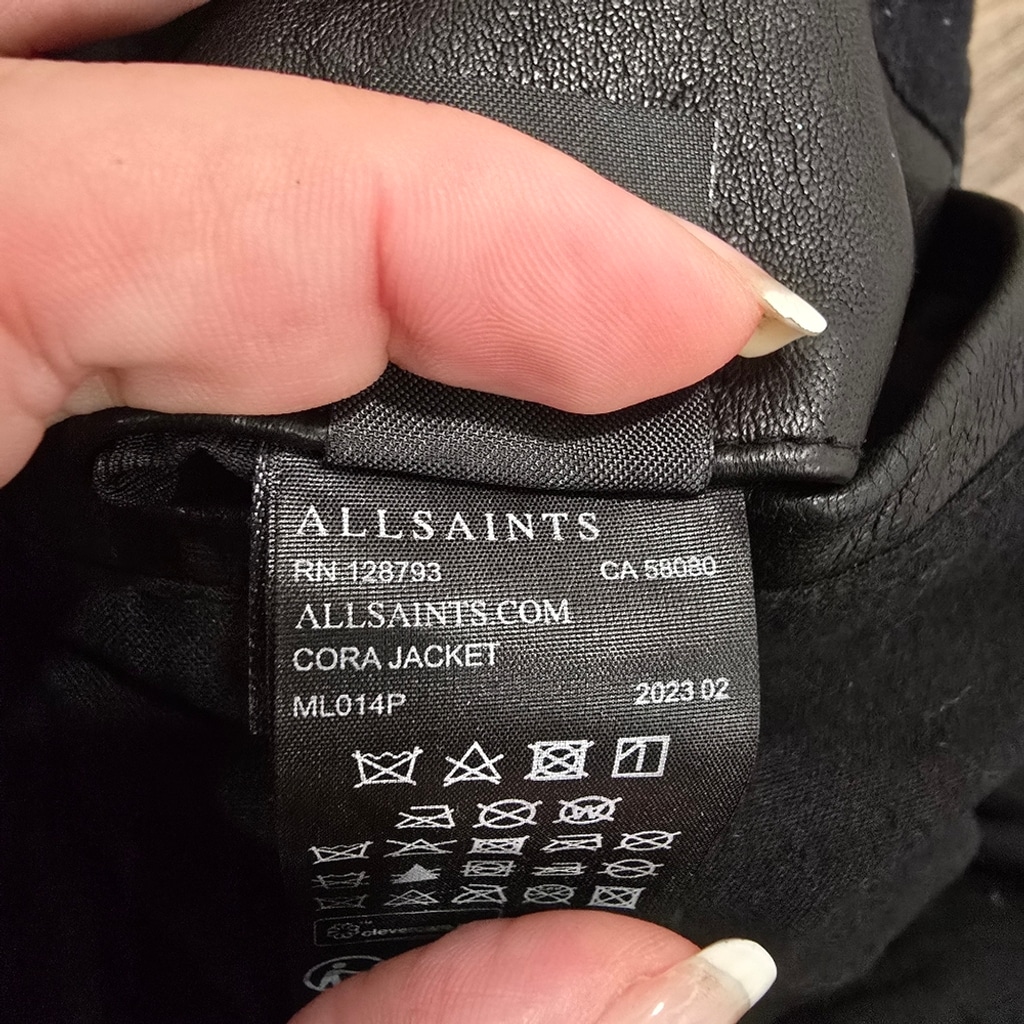 ALLSAINTS
RN 128793 CA 58080
ALLSAINTS.COM
CORA JACKET
ML014P 2023 02
W